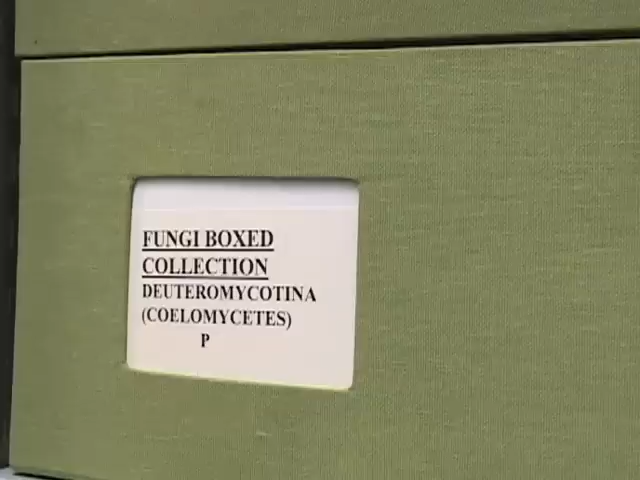 FUNGI BOXED
COLLECTION
DEUTEROMYCOTINA
(COELOMYCETES)
P